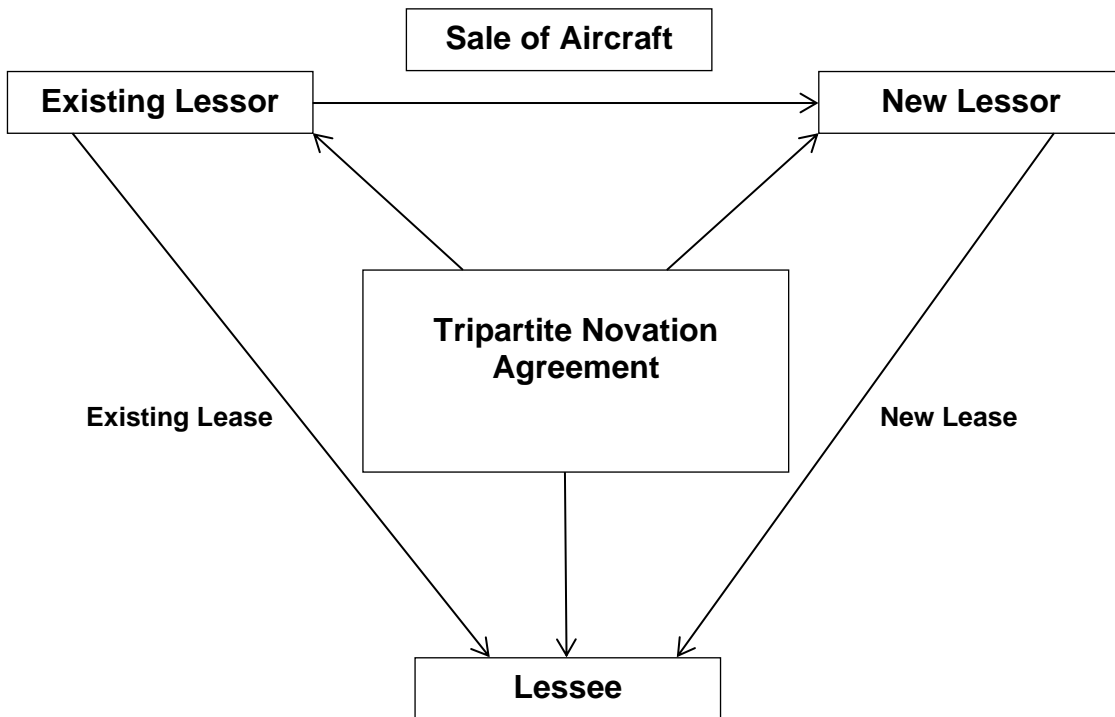 Sale of Aircraft
Existing Lessor
New Lessor
Tripartite Novation
Agreement
Existing Lease
New Lease
Lessee